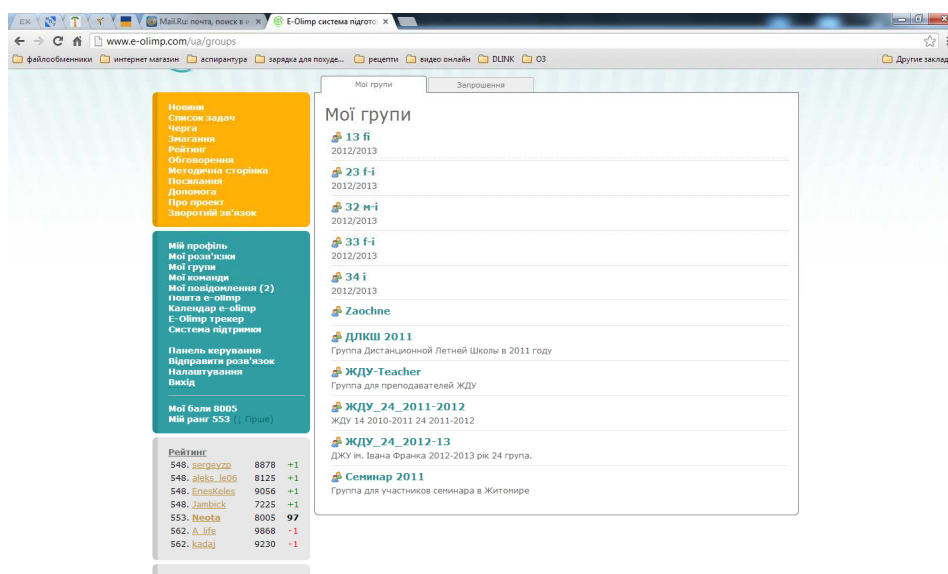 EX
Mail.Ru: почта, поиск в и
E-Olimp система підгото
www.e-olimp.com/ua/groups
файлообменники
интернет магазин
аспирантура
зарядка для похуде...
рецепти
видео онлайн
DLINK
ОЗ
Другие заклад
Мої групи
Запрошення
Новини
Список задач
Черга
Змагання
Рейтинг
Обговорення
Методична сторінка
Посилання
Допомога
Про проект
Зворотній зв'язок
Мій профіль
Мої розв'язки
Мої групи
Мої команди
Мої повідомлення (2)
Пошта e-olimp
Календар e-olimp
E-Olimp трекер
Система підтримки
Панель керування
Відправити розв'язок
Налаштування
Вихід
Мої бали 8005
Мій ранг 553 (↓ Гірше)
Рейтинг
548. sergeyzp 8878 +1
548. aleks_le06 8125 +1
548. EnesKeles 9056 +1
548. Jambick 7225 +1
553. Neota 8005 97
562. A_life 9868 -1
562. kadaj 9230 -1
Мої групи
13 fi
2012/2013
23 f-i
2012/2013
32 м-і
2012/2013
33 f-i
2012/2013
34 і
2012/2013
Zaochne
ДЛКШ 2011
Группа Дистанционной Летней Школы в 2011 году
ЖДУ-Teacher
Группа для преподавателей ЖДУ
ЖДУ_24_2011-2012
ЖДУ 14 2010-2011 24 2011-2012
ЖДУ_24_2012-13
ДЖУ ім. Івана Франка 2012-2013 рік 24 група.
Семинар 2011
Группа для участников семинара в Житомире